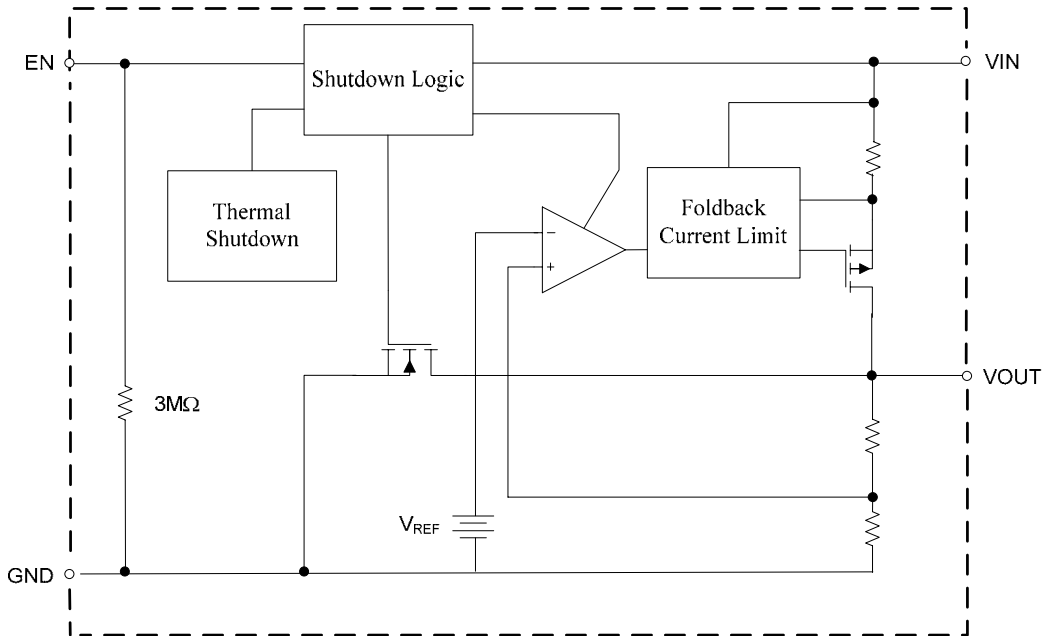 EN
Shutdown Logic
VIN
Thermal
Shutdown
Foldback
Current Limit
−
+
VOUT
3MΩ
VREF
GND